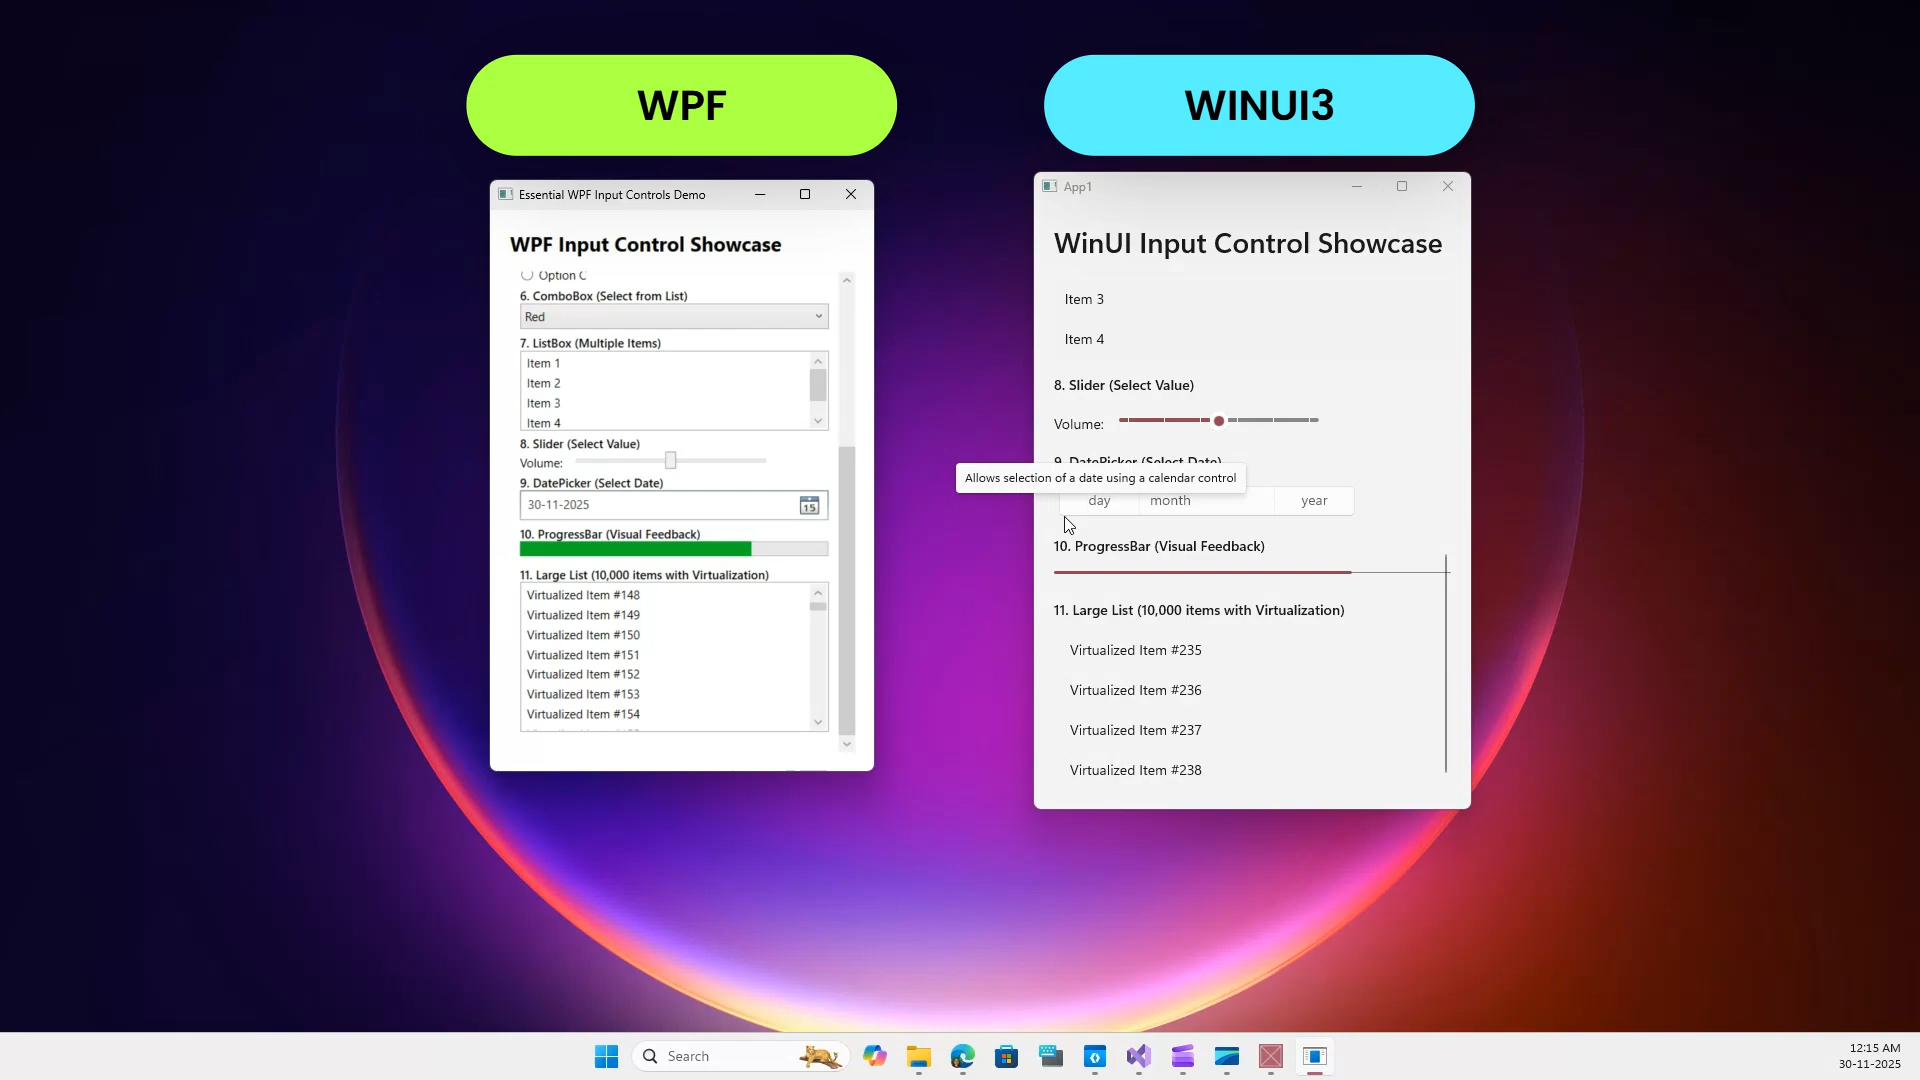 WPF
WINUI3
Essential WPF Input Controls Demo
WPF Input Control Showcase
Option C
6. ComboBox (Select from List)
Red
7. ListBox (Multiple Items)
Item 1
Item 2
Item 3
Item 4
8. Slider (Select Value)
Volume:
9. DatePicker (Select Date)
30-11-2025
15
10. ProgressBar (Visual Feedback)
11. Large List (10,000 items with Virtualization)
Virtualized Item #148
Virtualized Item #149
Virtualized Item #150
Virtualized Item #151
Virtualized Item #152
Virtualized Item #153
Virtualized Item #154
App1
WinUI Input Control Showcase
Item 3
Item 4
8. Slider (Select Value)
Volume:
9. DatePicker (Select Date)
Allows selection of a date using a calendar control
day month year
10. ProgressBar (Visual Feedback)
11. Large List (10,000 items with Virtualization)
Virtualized Item #235
Virtualized Item #236
Virtualized Item #237
Virtualized Item #238
Search
12:15 AM
30-11-2025